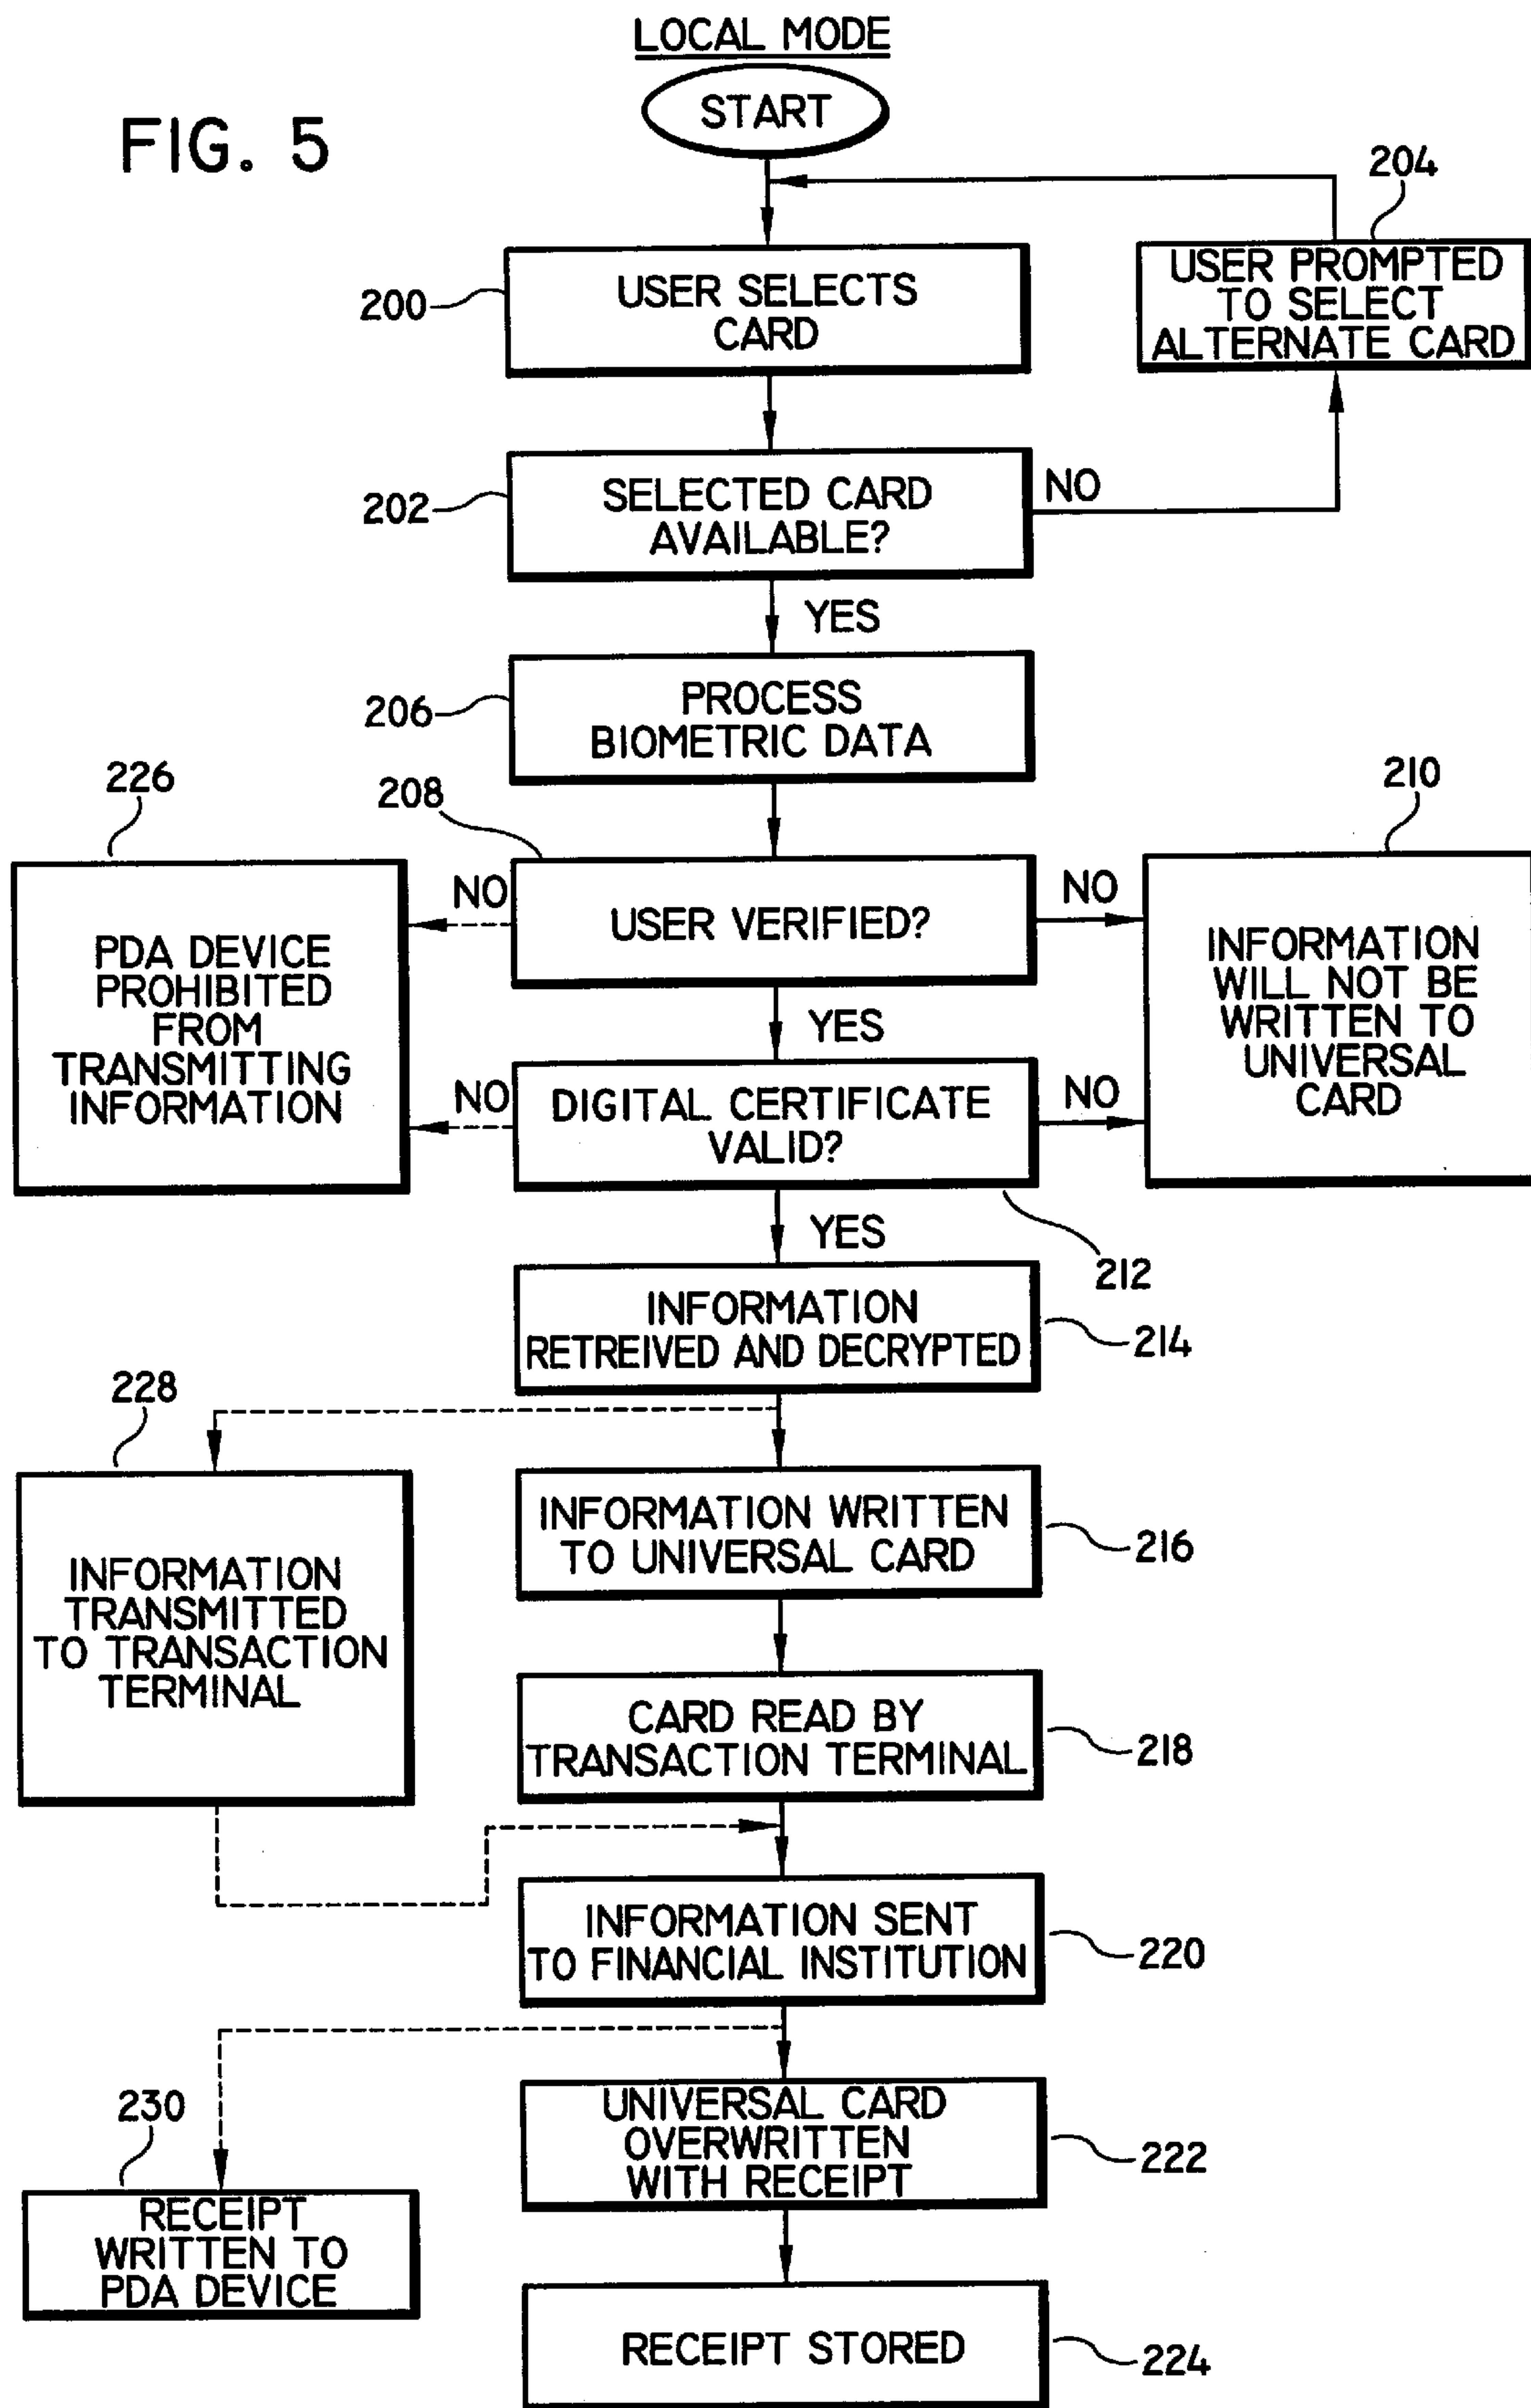 LOCAL MODE
START
FIG. 5
204
USER PROMPTED
TO SELECT
ALTERNATE CARD
200
USER SELECTS
CARD
202
SELECTED CARD
AVAILABLE?
NO
YES
206
PROCESS
BIOMETRIC DATA
226
208
210
PDA DEVICE
PROHIBITED
FROM
TRANSMITTING
INFORMATION
NO
USER VERIFIED?
NO
INFORMATION
WILL NOT BE
WRITTEN TO
UNIVERSAL
CARD
YES
NO
DIGITAL CERTIFICATE
VALID?
NO
YES
212
INFORMATION
RETREIVED AND DECRYPTED
214
228
INFORMATION
TRANSMITTED
TO TRANSACTION
TERMINAL
INFORMATION WRITTEN
TO UNIVERSAL CARD
216
CARD READ BY
TRANSACTION TERMINAL
218
INFORMATION SENT
TO FINANCIAL INSTITUTION
220
230
RECEIPT
WRITTEN TO
PDA DEVICE
UNIVERSAL CARD
OVERWRITTEN
WITH RECEIPT
222
RECEIPT STORED
224